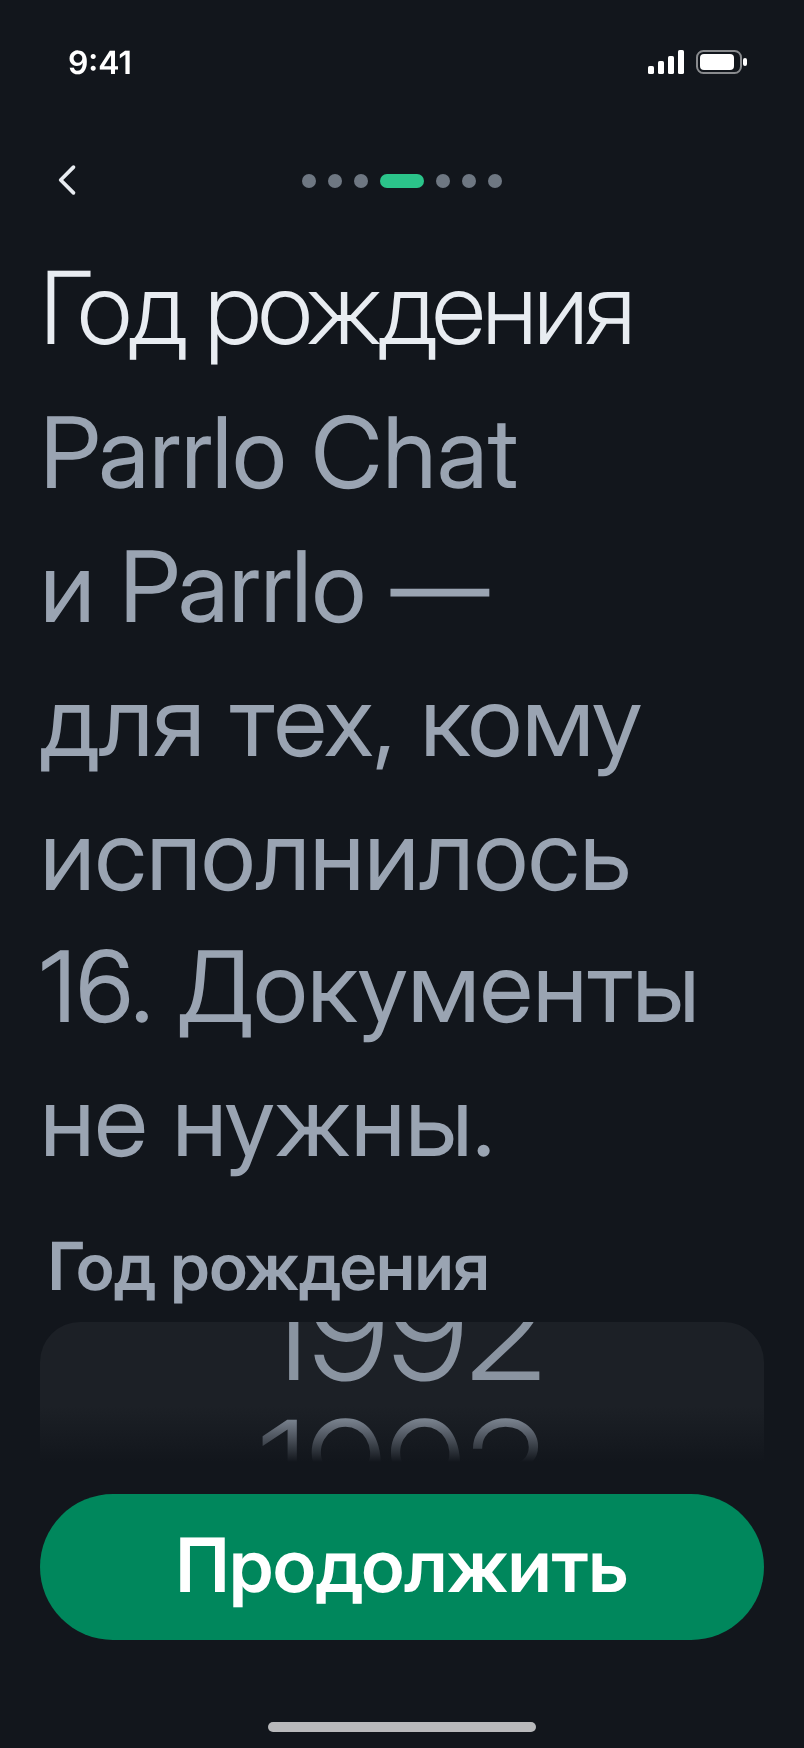 9:41
Год рождения
Parrlo Chat
и Parrlo —
для тех, кому
исполнилось
16. Документы
не нужны.
Год рождения
1992
Продолжить